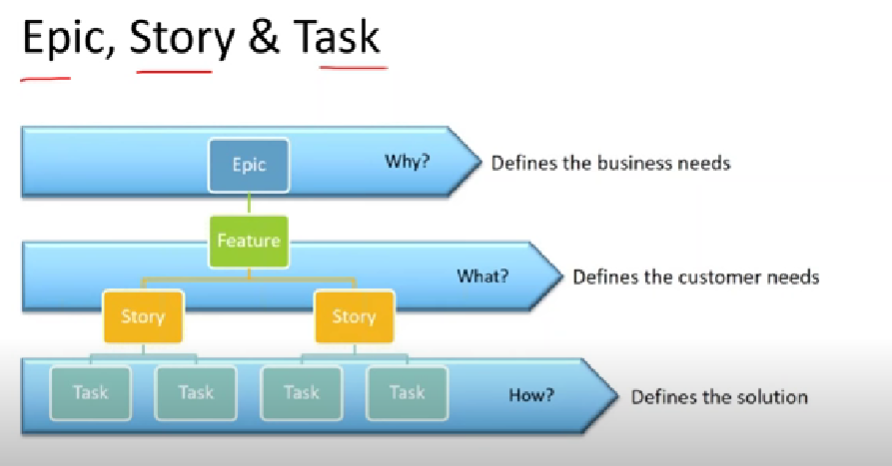 Epic, Story & Task
Epic
Why?
Defines the business needs
Feature
What?
Defines the customer needs
Story
Story
Task
Task
Task
Task
How?
Defines the solution